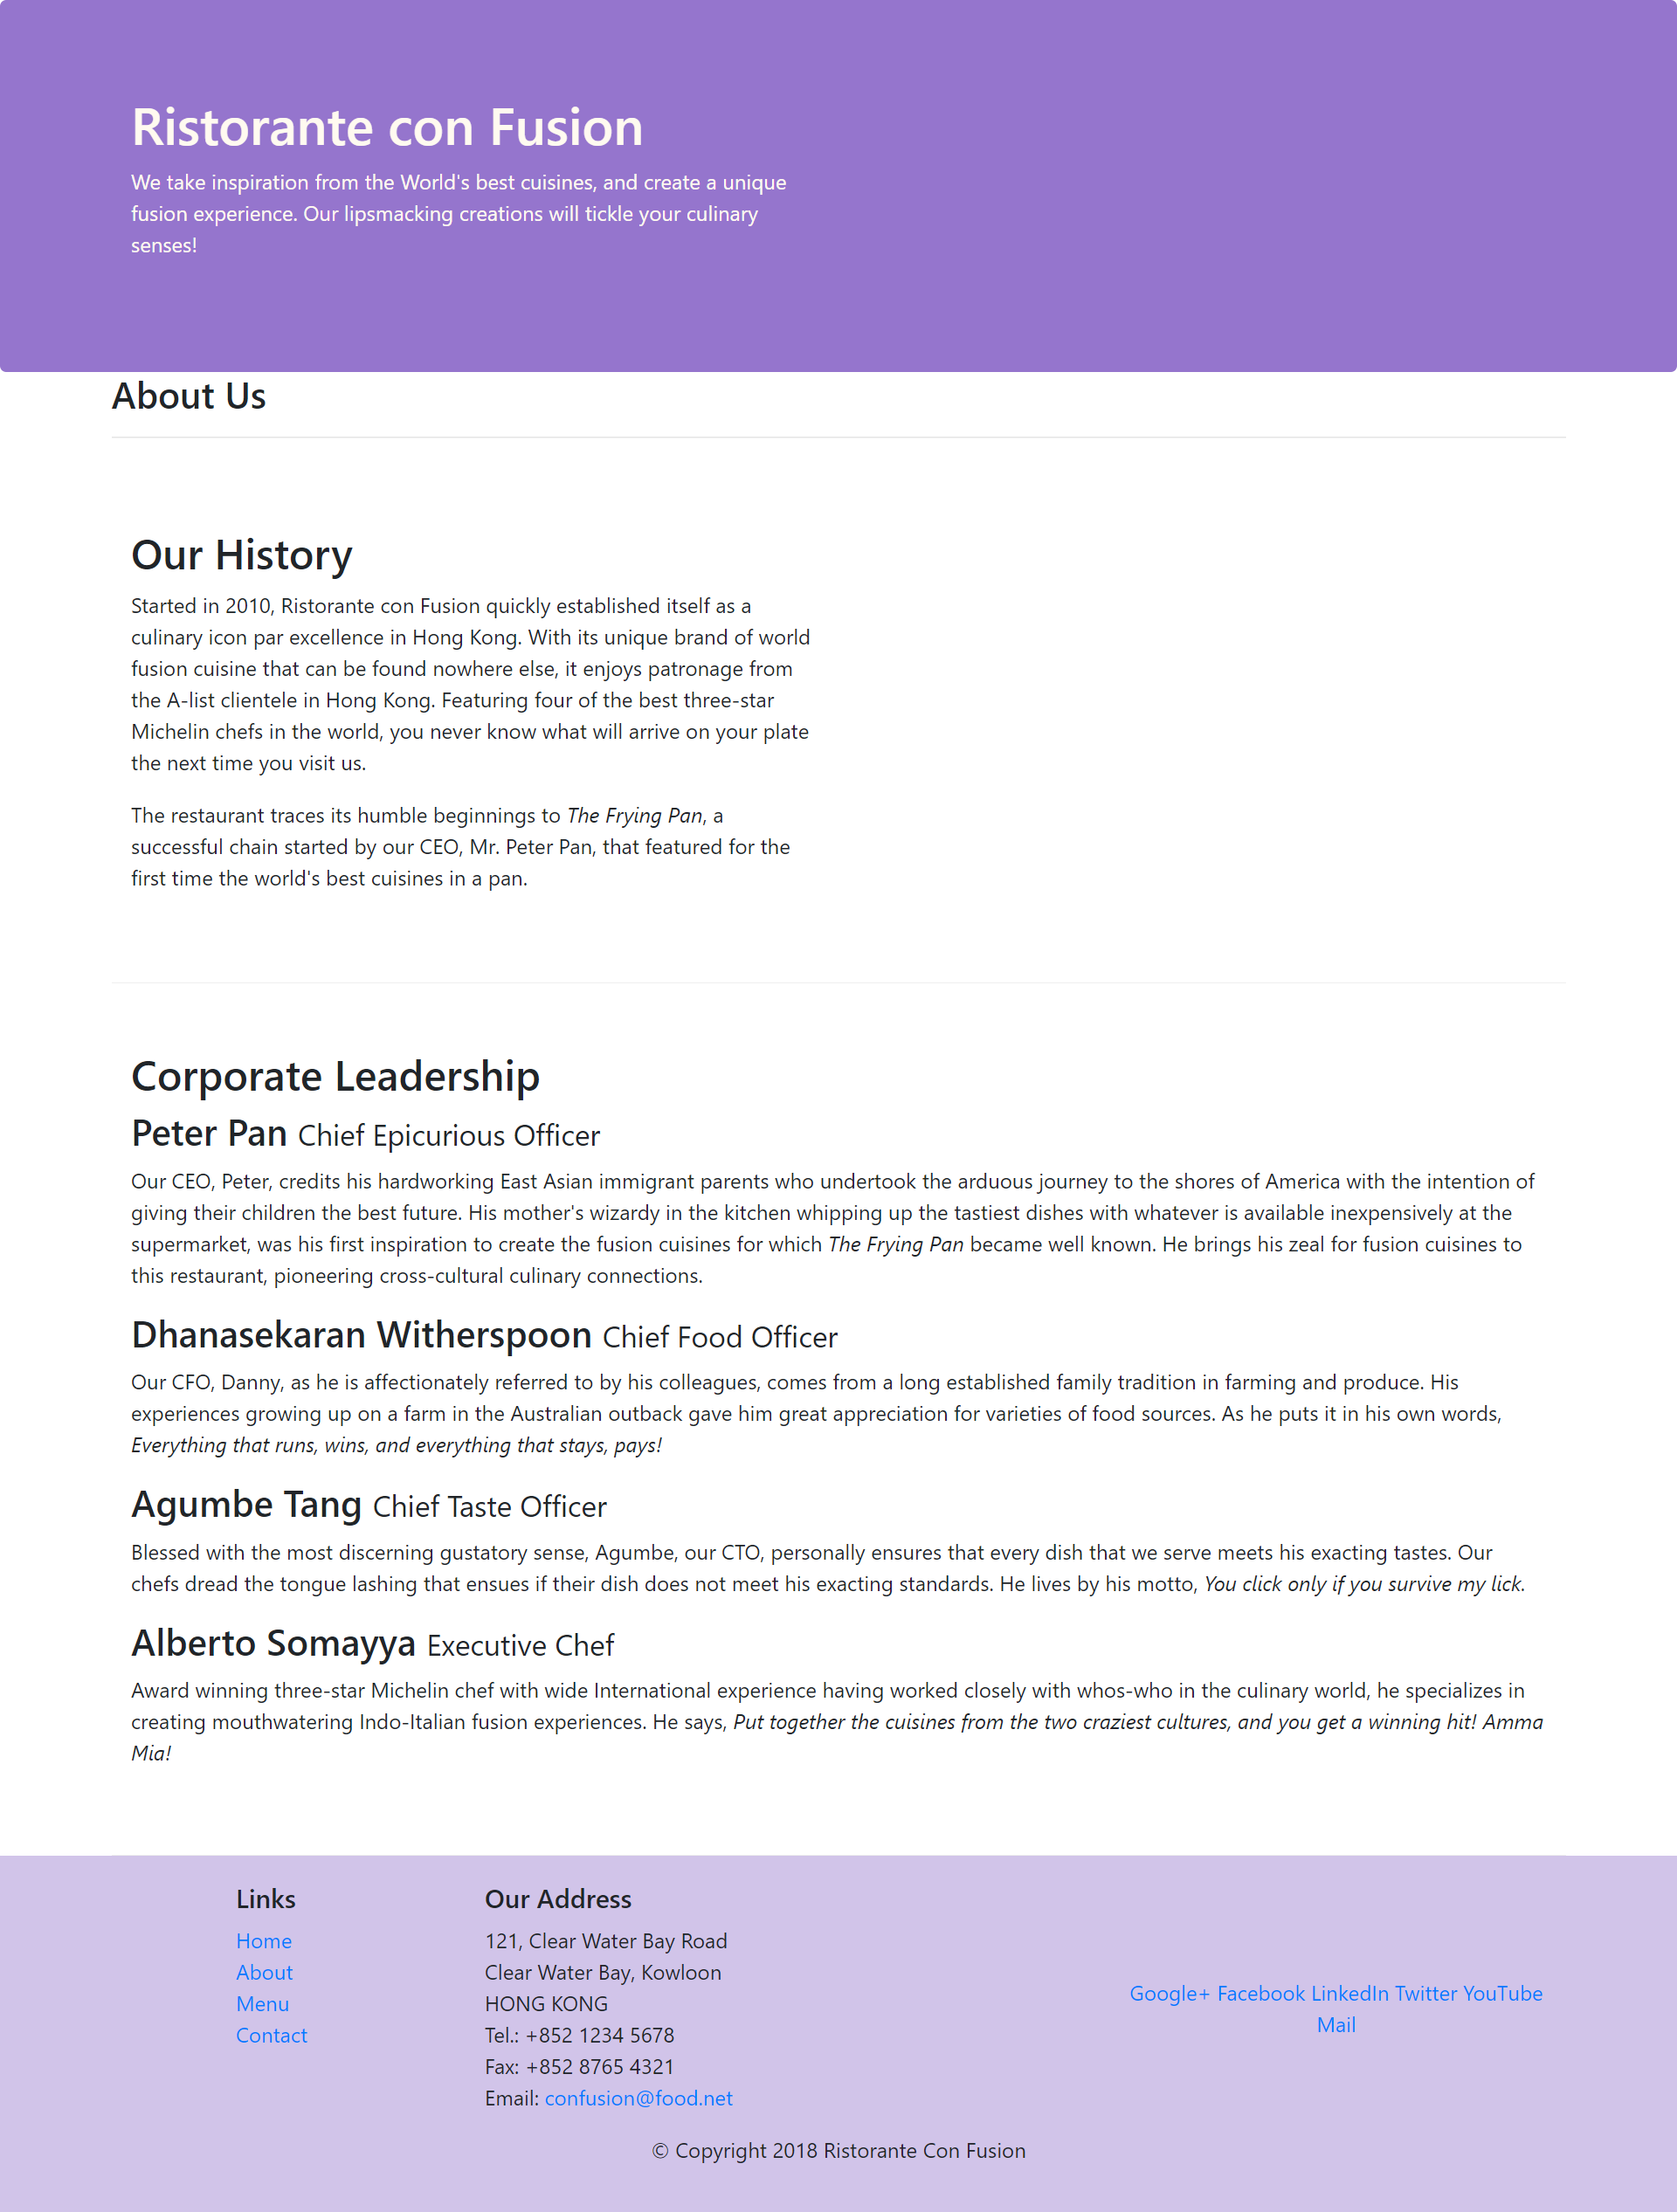 Ristorante con Fusion
We take inspiration from the World's best cuisines, and create a unique
fusion experience. Our lipsmacking creations will tickle your culinary
senses!
About Us
Our History
Started in 2010, Ristorante con Fusion quickly established itself as a
culinary icon par excellence in Hong Kong. With its unique brand of world
fusion cuisine that can be found nowhere else, it enjoys patronage from
the A-list clientele in Hong Kong. Featuring four of the best three-star
Michelin chefs in the world, you never know what will arrive on your plate
the next time you visit us.
The restaurant traces its humble beginnings to The Frying Pan, a
successful chain started by our CEO, Mr. Peter Pan, that featured for the
first time the world's best cuisines in a pan.
Corporate Leadership
Peter Pan Chief Epicurious Officer
Our CEO, Peter, credits his hardworking East Asian immigrant parents who undertook the arduous journey to the shores of America with the intention of
giving their children the best future. His mother's wizardy in the kitchen whipping up the tastiest dishes with whatever is available inexpensively at the
supermarket, was his first inspiration to create the fusion cuisines for which The Frying Pan became well known. He brings his zeal for fusion cuisines to
this restaurant, pioneering cross-cultural culinary connections.
Dhanasekaran Witherspoon Chief Food Officer
Our CFO, Danny, as he is affectionately referred to by his colleagues, comes from a long established family tradition in farming and produce. His
experiences growing up on a farm in the Australian outback gave him great appreciation for varieties of food sources. As he puts it in his own words,
Everything that runs, wins, and everything that stays, pays!
Agumbe Tang Chief Taste Officer
Blessed with the most discerning gustatory sense, Agumbe, our CTO, personally ensures that every dish that we serve meets his exacting tastes. Our
chefs dread the tongue lashing that ensues if their dish does not meet his exacting standards. He lives by his motto, You click only if you survive my lick.
Alberto Somayya Executive Chef
Award winning three-star Michelin chef with wide International experience having worked closely with whos-who in the culinary world, he specializes in
creating mouthwatering Indo-Italian fusion experiences. He says, Put together the cuisines from the two craziest cultures, and you get a winning hit! Amma
Mia!
Links
Home
About
Menu
Contact
Our Address
121, Clear Water Bay Road
Clear Water Bay, Kowloon
HONG KONG
Tel.: +852 1234 5678
Fax: +852 8765 4321
Email: confusion@food.net
Google+ Facebook LinkedIn Twitter YouTube
Mail
© Copyright 2018 Ristorante Con Fusion